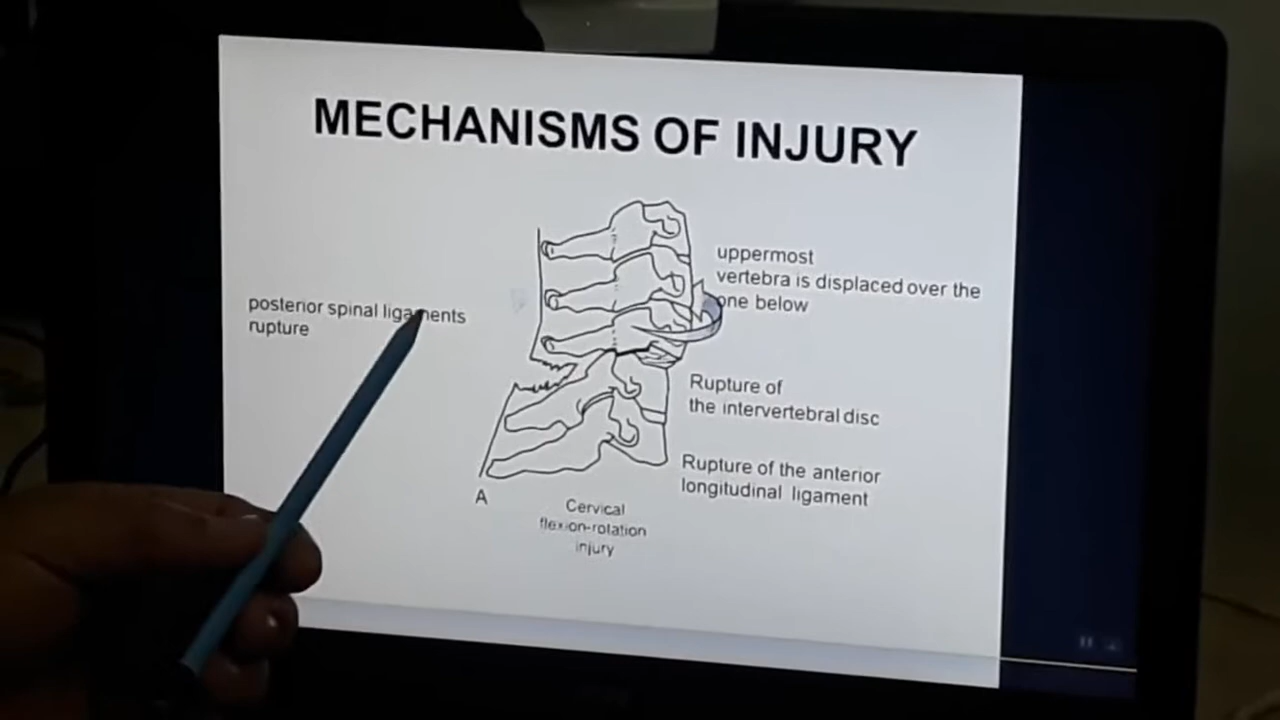 MECHANISMS OF INJURY
posterior spinal ligaments
rupture
uppermost
vertebra is displaced over the
one below
Rupture of
the intervertebral disc
Rupture of the anterior
longitudinal ligament
A
Cervical
flexion-rotation
injury